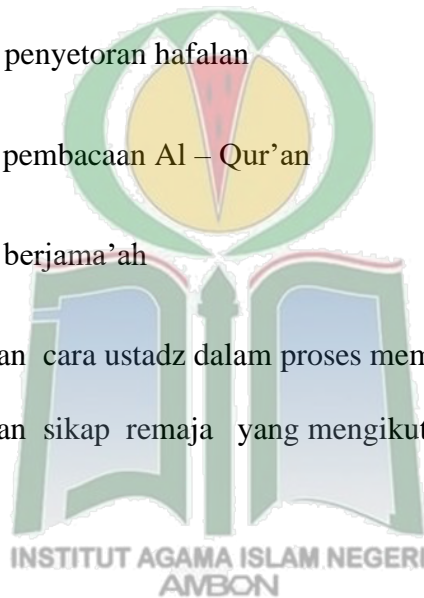 penyetoran hafalan
pembacaan Al – Qur’an
berjama’ah
an cara ustadz dalam proses mem
an sikap remaja yang mengikut
INSTITUT AGAMA ISLAM NEGERI
AMBON